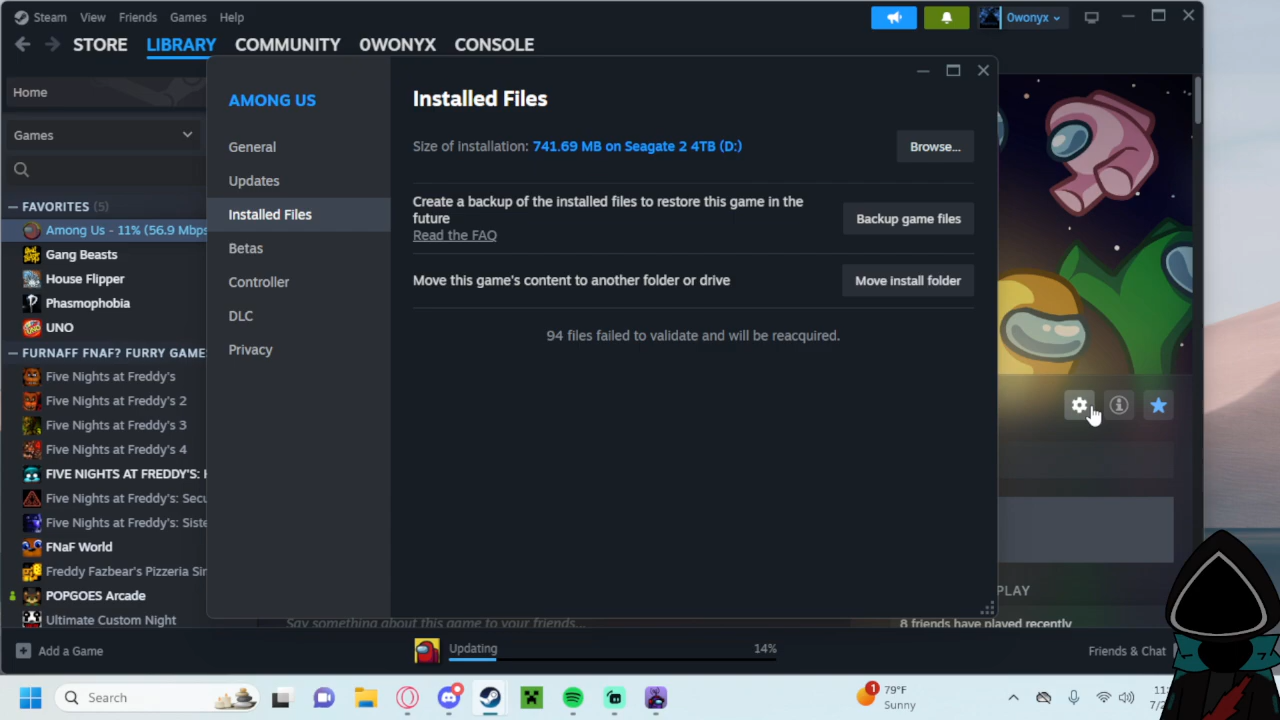 Steam View Friends Games Help
0wonyx
STORE LIBRARY COMMUNITY 0WONYX CONSOLE
Home
Games
FAVORITES (5)
Among Us - 11% (56.9 Mbps
Gang Beasts
House Flipper
Phasmophobia
UNO
FURNAFF FNAF? FURRY GAME
Five Nights at Freddy's
Five Nights at Freddy's 2
Five Nights at Freddy's 3
Five Nights at Freddy's 4
FIVE NIGHTS AT FREDDY'S:
Five Nights at Freddy's: Secu
Five Nights at Freddy's: Siste
FNaF World
Freddy Fazbear's Pizzeria Sir
POPGOES Arcade
Ultimate Custom Night
AMONG US
General
Updates
Installed Files
Betas
Controller
DLC
Privacy
Installed Files
Size of installation: 741.69 MB on Seagate 2 4TB (D:)
Browse...
Create a backup of the installed files to restore this game in the
future
Read the FAQ
Backup game files
Move this game's content to another folder or drive
Move install folder
94 files failed to validate and will be reacquired.
PLAY
Say something about this game to your friends...
8 friends have played recently
Add a Game
Updating
14%
Friends & Chat
Search
1
79°F
Sunny